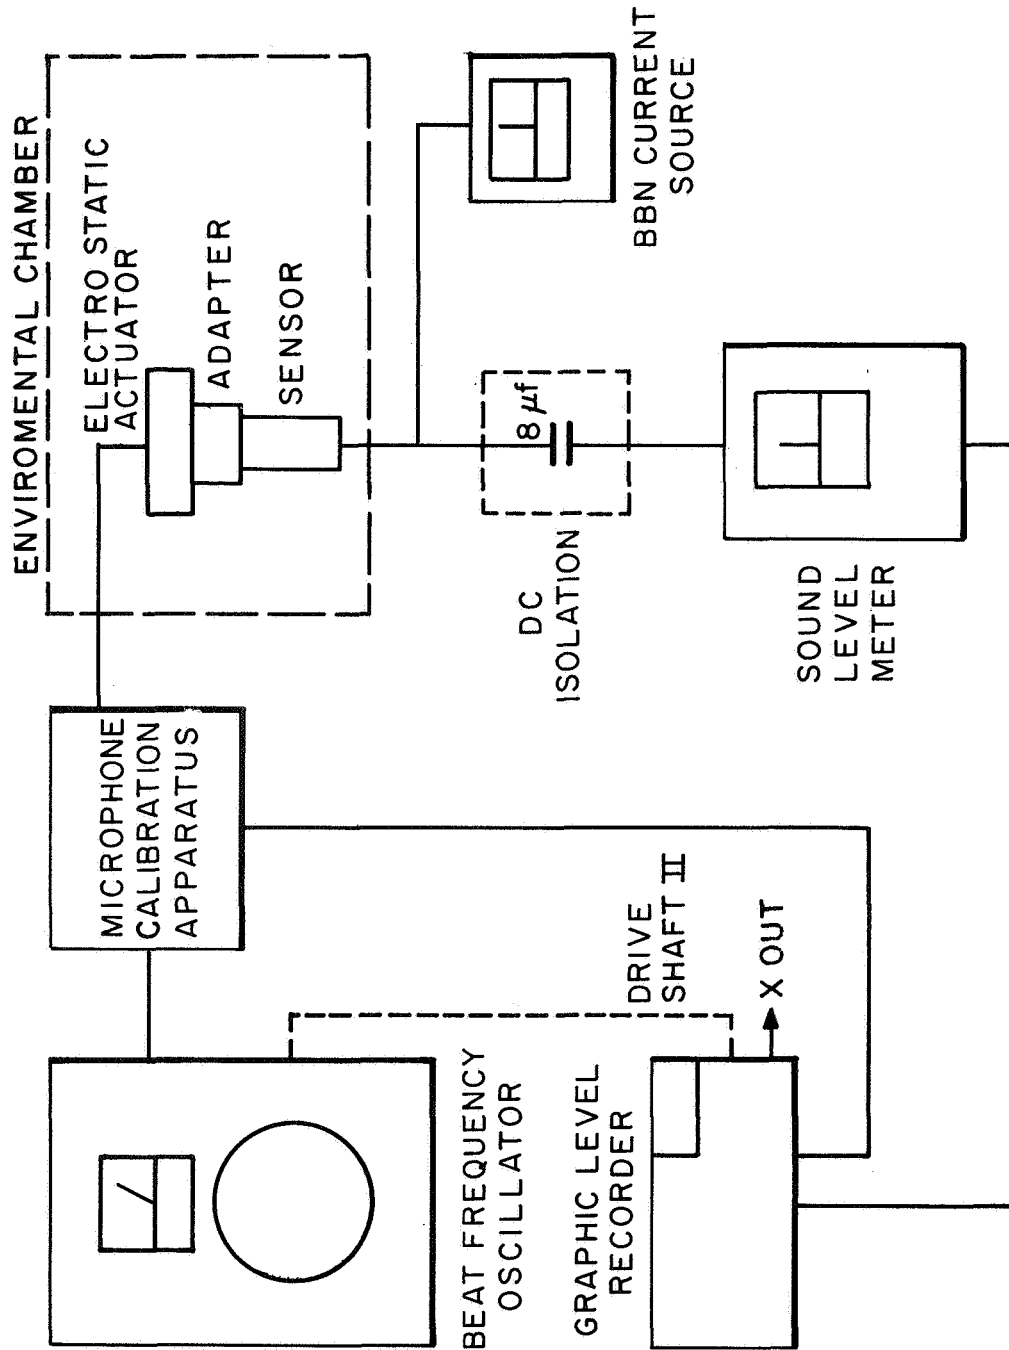 ENVIROMENTAL CHAMBER
ELECTRO STATIC
ACTUATOR
ADAPTER
SENSOR
MICROPHONE
CALIBRATION
APPARATUS
BEAT FREQUENCY
OSCILLATOR
DRIVE
SHAFT II
X OUT
GRAPHIC LEVEL
RECORDER
DC
ISOLATION
8 µf
BBN CURRENT
SOURCE
SOUND
LEVEL
METER